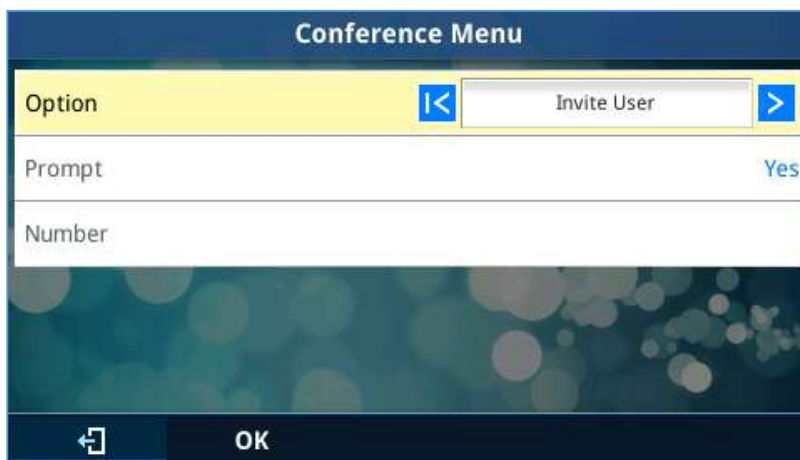 Conference Menu
Option Invite User
Prompt Yes
Number
OK